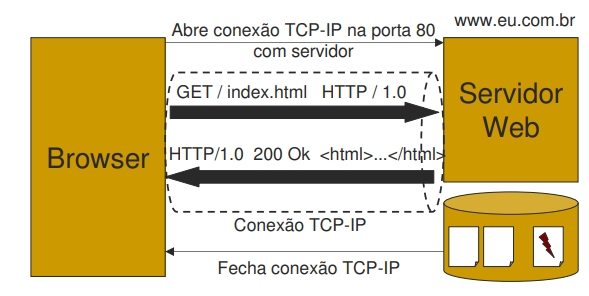 www.eu.com.br
Abre conexão TCP-IP na porta 80
com servidor
GET / index.html HTTP / 1.0
Servidor
Web
Browser
HTTP/1.0 200 Ok <html>...</html>
Conexão TCP-IP
Fecha conexão TCP-IP